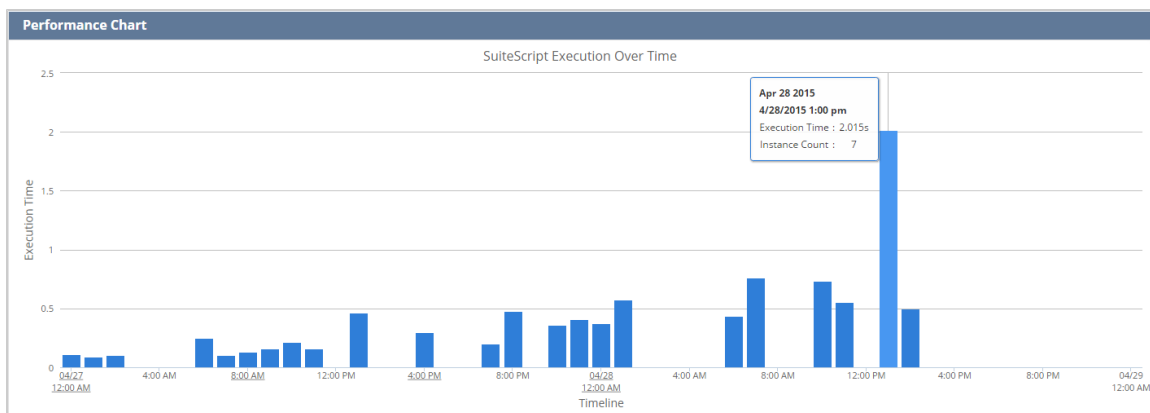 Performance Chart
SuiteScript Execution Over Time
2.5
2
1.5
1
0.5
0
Execution Time
Apr 28 2015
4/28/2015 1:00 pm
Execution Time : 2.015s
Instance Count : 7
04/27 4:00 AM 8:00 AM 12:00 PM 4:00 PM 8:00 PM 04/28 4:00 AM 8:00 AM 12:00 PM 4:00 PM 8:00 PM 04/29
12:00 AM 12:00 AM 12:00 AM
Timeline